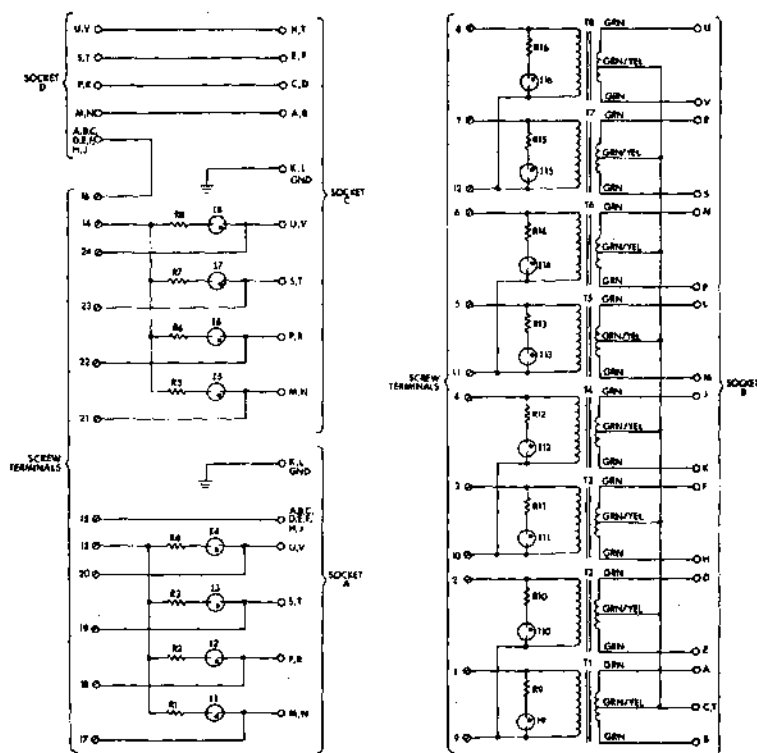 U,V
H,T
S,T
E,F
P,R
C,D
M,N
A,B
SOCKET
D
A,B,C,
D,E,F,
H,J
K,L
GND
SOCKET
C
16
14
R8
I8
U,V
24
R7
I7
S,T
23
R6
I6
P,R
22
R5
I5
M,N
21
SCREW
TERMINALS
K,L
GND
15
A,B,C,
D,E,F,
H,J
13
R4
I4
U,V
20
SOCKET
A
R3
I3
S,T
19
R2
I2
P,R
18
R1
I1
M,N
17
8
R16
I16
T8
GRN
U
GRN/YEL
GRN
V
7
R15
I15
T7
GRN
R
GRN/YEL
12
GRN
S
6
R14
I14
T6
GRN
N
GRN/YEL
GRN
P
5
R13
I13
T5
GRN
L
GRN/YEL
11
GRN
M
SCREW
TERMINALS
SOCKET
B
4
R12
I12
T4
GRN
J
GRN/YEL
GRN
K
3
R11
I11
T3
GRN
F
GRN/YEL
10
GRN
H
2
R10
I10
T2
GRN
D
GRN/YEL
GRN
E
1
R9
I9
T1
GRN
A
GRN/YEL
C,T
9
GRN
B